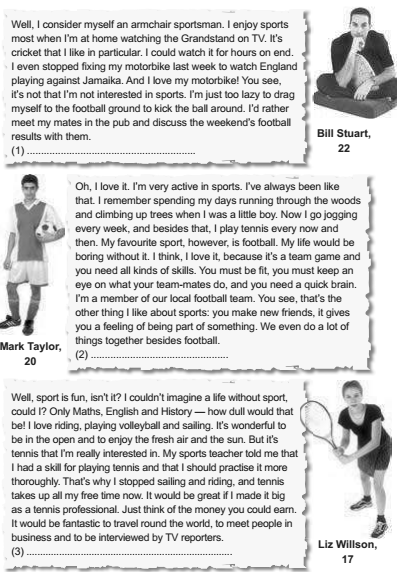 Well, I consider myself an armchair sportsman. I enjoy sports
most when I'm at home watching the Grandstand on TV. It's
cricket that I like in particular. I could watch it for hours on end.
I even stopped fixing my motorbike last week to watch England
playing against Jamaika. And I love my motorbike! You see,
it's not that I'm not interested in sports. I'm just too lazy to drag
myself to the football ground to kick the ball around. I'd rather
meet my mates in the pub and discuss the weekend's football
results with them.
(1) ............................................................
Bill Stuart,
22
Oh, I love it. I'm very active in sports. I've always been like
that. I remember spending my days running through the woods
and climbing up trees when I was a little boy. Now I go jogging
every week, and besides that, I play tennis every now and
then. My favourite sport, however, is football. My life would be
boring without it. I think, I love it, because it's a team game and
you need all kinds of skills. You must be fit, you must keep an
eye on what your team-mates do, and you need a quick brain.
I'm a member of our local football team. You see, that's the
other thing I like about sports: you make new friends, it gives
you a feeling of being part of something. We even do a lot of
things together besides football.
(2) .................................................
Mark Taylor,
20
Well, sport is fun, isn't it? I couldn't imagine a life without sport,
could I? Only Maths, English and History — how dull would that
be! I love riding, playing volleyball and sailing. It's wonderful to
be in the open and to enjoy the fresh air and the sun. But it's
tennis that I'm really interested in. My sports teacher told me that
I had a skill for playing tennis and that I should practise it more
thoroughly. That's why I stopped sailing and riding, and tennis
takes up all my free time now. It would be great if I made it big
as a tennis professional. Just think of the money you could earn.
It would be fantastic to travel round the world, to meet people in
business and to be interviewed by TV reporters.
(3) .........................................................................
Liz Willson,
17